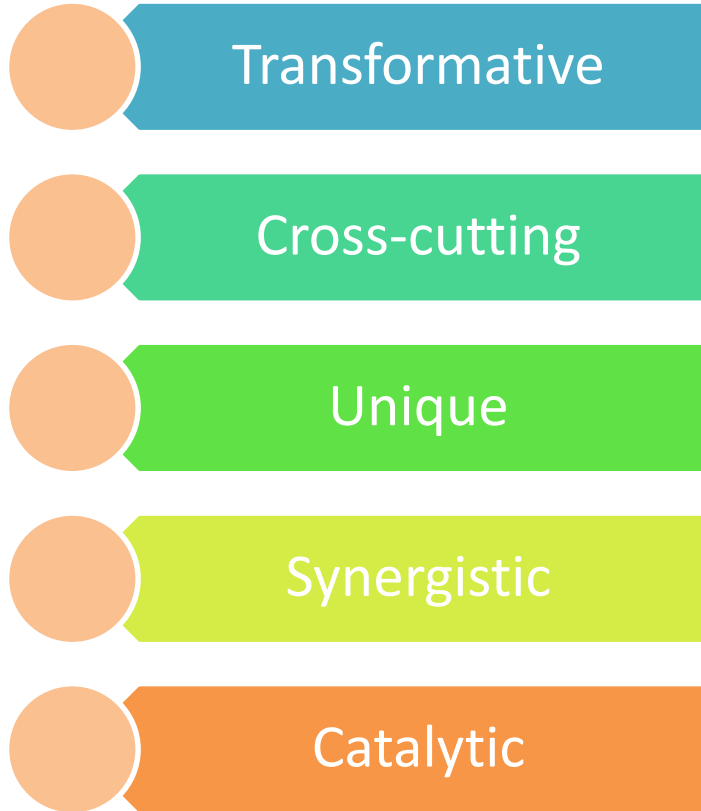 Transformative
Cross-cutting
Unique
Synergistic
Catalytic